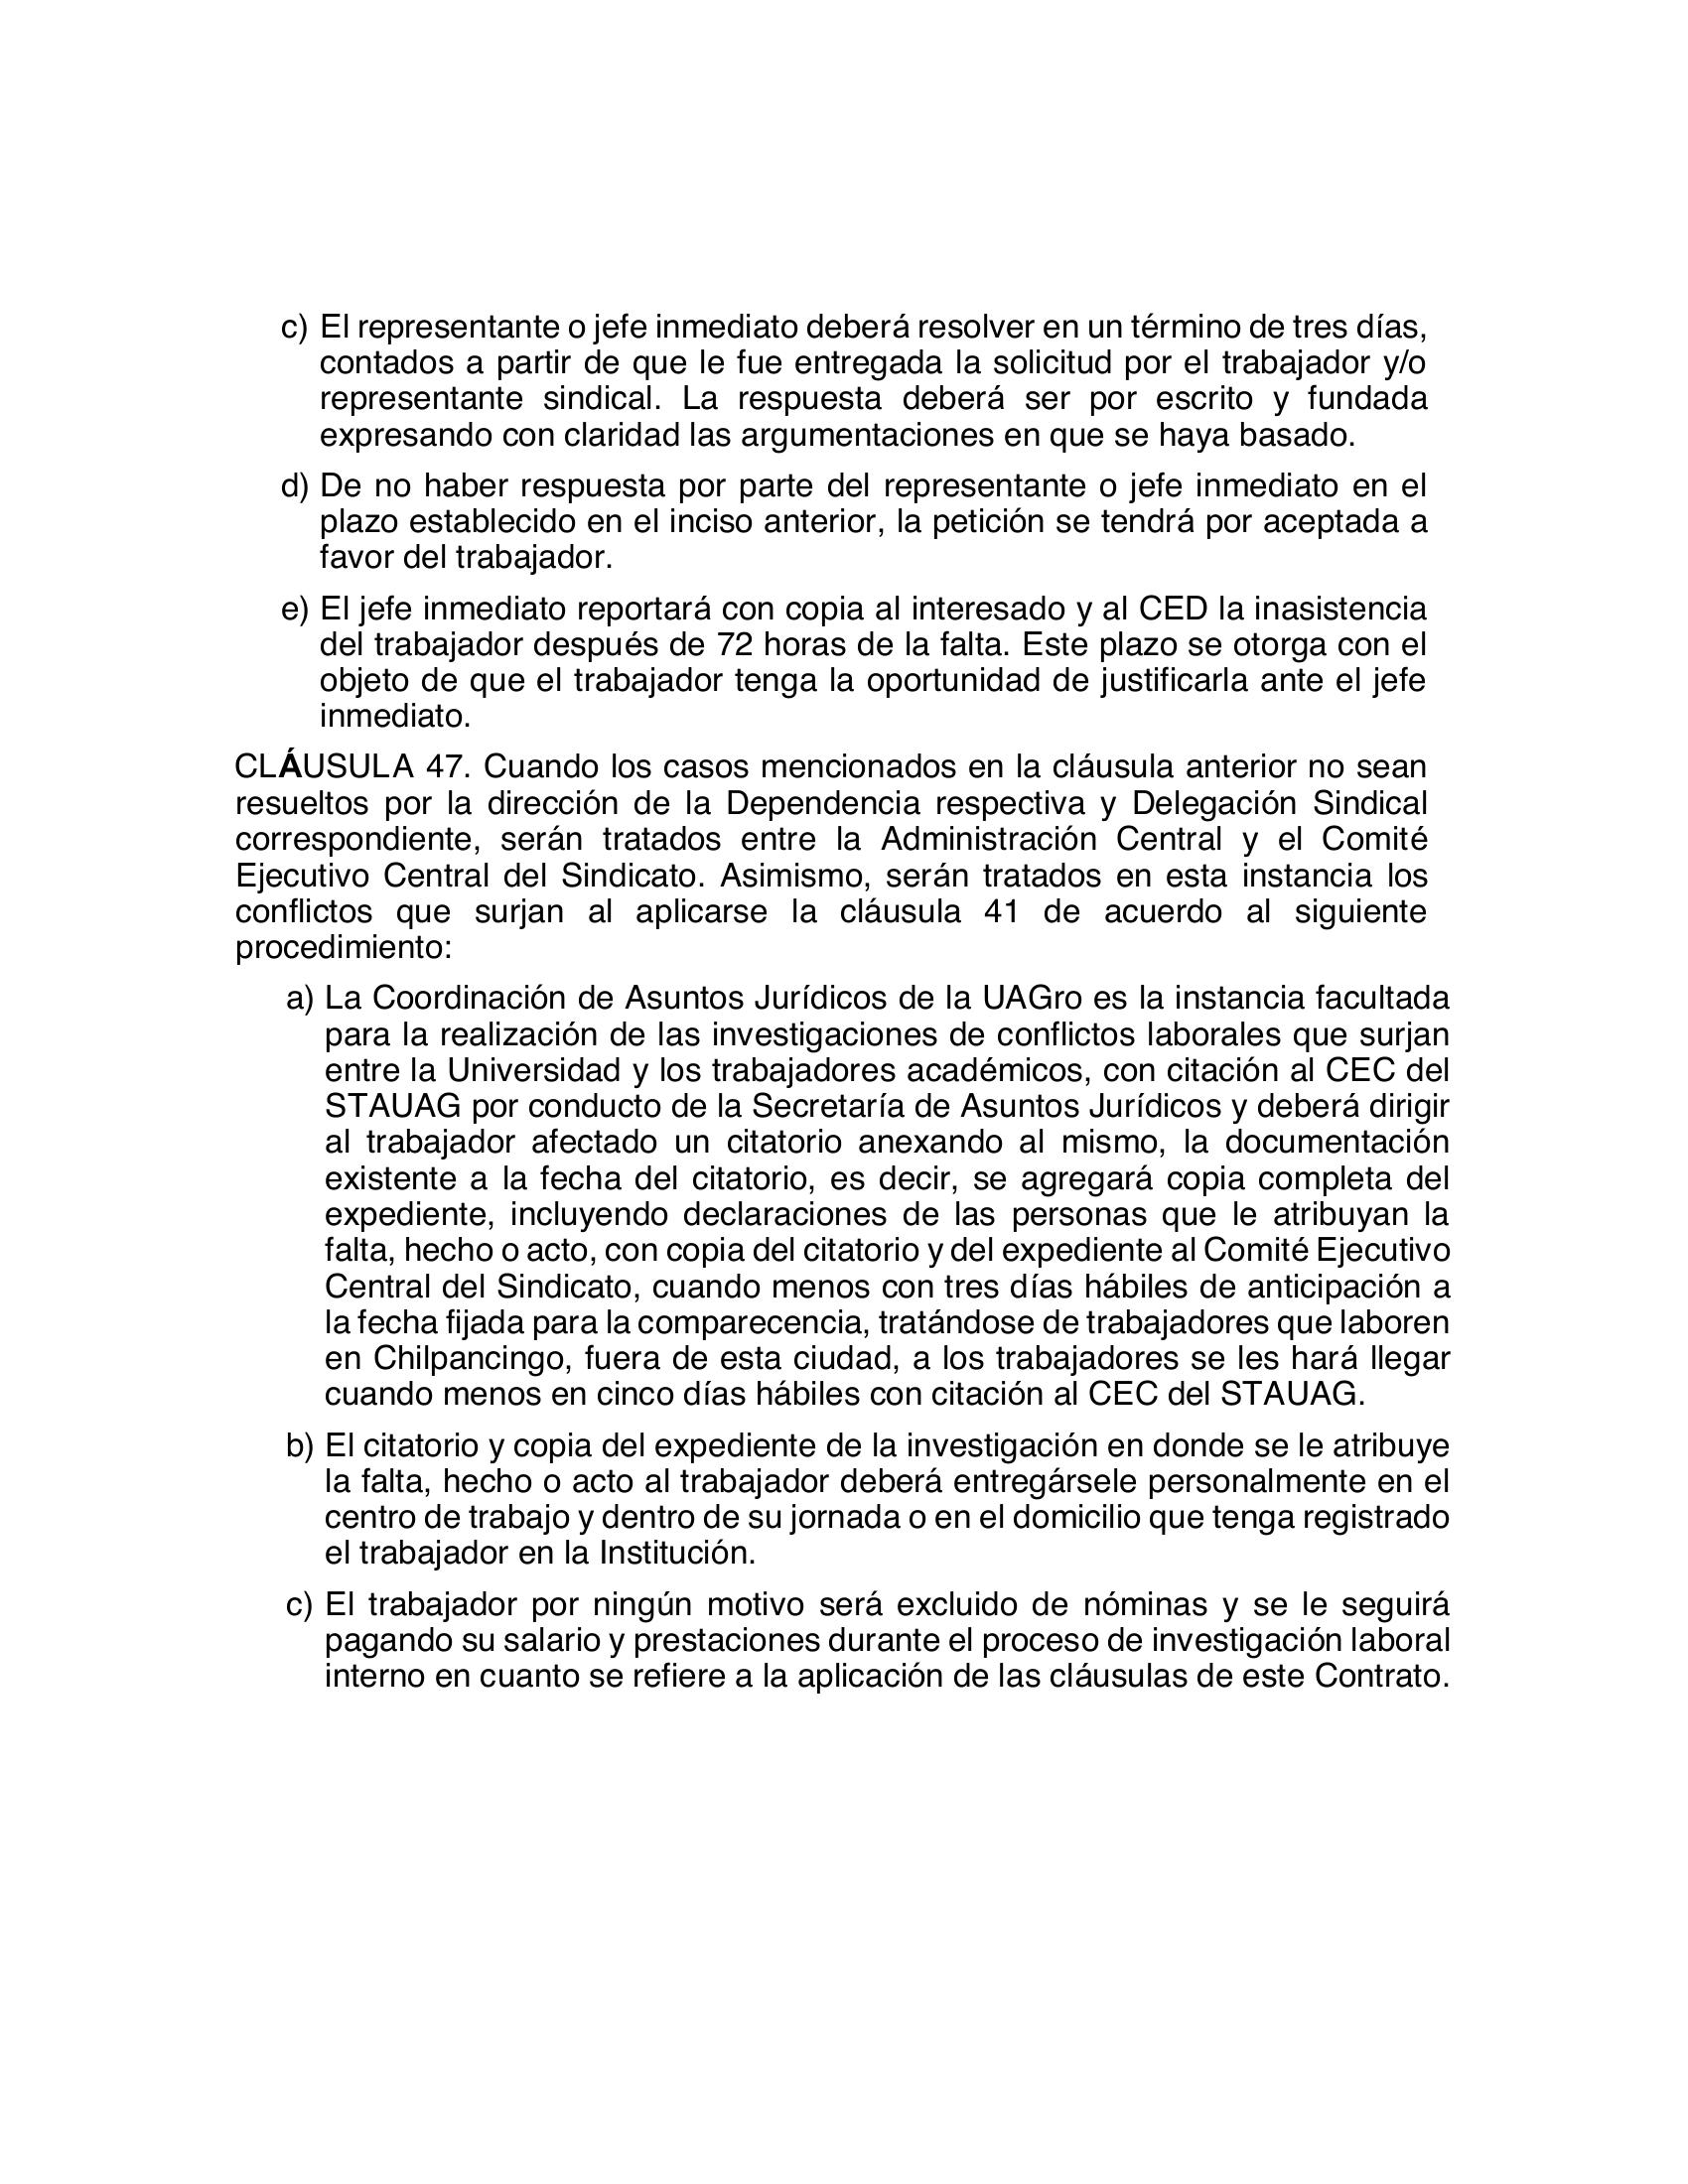 c) El representante o jefe inmediato deberá resolver en un término de tres días,
contados a partir de que le fue entregada la solicitud por el trabajador y/o
representante sindical. La respuesta deberá ser por escrito y fundada
expresando con claridad las argumentaciones en que se haya basado.
d) De no haber respuesta por parte del representante o jefe inmediato en el
plazo establecido en el inciso anterior, la petición se tendrá por aceptada a
favor del trabajador.
e) El jefe inmediato reportará con copia al interesado y al CED la inasistencia
del trabajador después de 72 horas de la falta. Este plazo se otorga con el
objeto de que el trabajador tenga la oportunidad de justificarla ante el jefe
inmediato.
CLÁUSULA 47. Cuando los casos mencionados en la cláusula anterior no sean
resueltos por la dirección de la Dependencia respectiva y Delegación Sindical
correspondiente, serán tratados entre la Administración Central y el Comité
Ejecutivo Central del Sindicato. Asimismo, serán tratados en esta instancia los
conflictos que surjan al aplicarse la cláusula 41 de acuerdo al siguiente
procedimiento:
a) La Coordinación de Asuntos Jurídicos de la UAGro es la instancia facultada
para la realización de las investigaciones de conflictos laborales que surjan
entre la Universidad y los trabajadores académicos, con citación al CEC del
STAUAG por conducto de la Secretaría de Asuntos Jurídicos y deberá dirigir
al trabajador afectado un citatorio anexando al mismo, la documentación
existente a la fecha del citatorio, es decir, se agregará copia completa del
expediente, incluyendo declaraciones de las personas que le atribuyan la
falta, hecho o acto, con copia del citatorio y del expediente al Comité Ejecutivo
Central del Sindicato, cuando menos con tres días hábiles de anticipación a
la fecha fijada para la comparecencia, tratándose de trabajadores que laboren
en Chilpancingo, fuera de esta ciudad, a los trabajadores se les hará llegar
cuando menos en cinco días hábiles con citación al CEC del STAUAG.
b) El citatorio y copia del expediente de la investigación en donde se le atribuye
la falta, hecho o acto al trabajador deberá entregársele personalmente en el
centro de trabajo y dentro de su jornada o en el domicilio que tenga registrado
el trabajador en la Institución.
c) El trabajador por ningún motivo será excluido de nóminas y se le seguirá
pagando su salario y prestaciones durante el proceso de investigación laboral
interno en cuanto se refiere a la aplicación de las cláusulas de este Contrato.